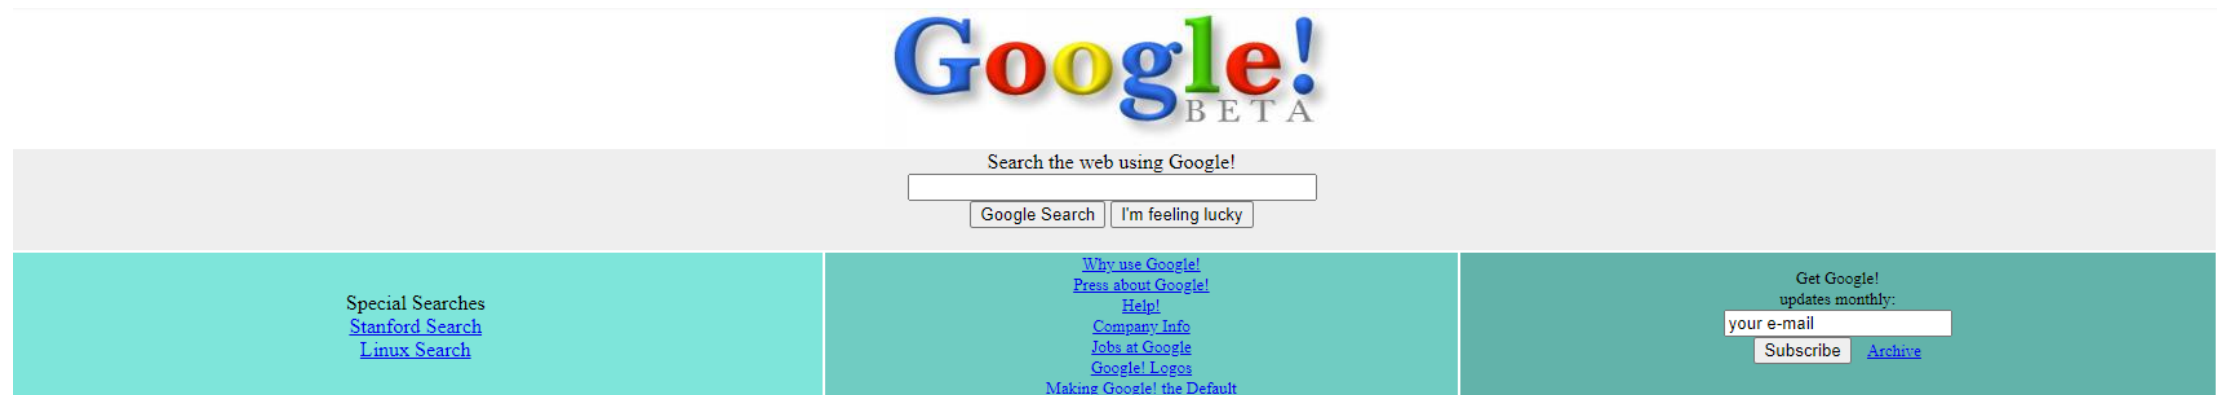 Google!
BETA
Search the web using Google!
Google Search I'm feeling lucky
Special Searches
Stanford Search
Linux Search
Why use Google!
Press about Google!
Help!
Company Info
Jobs at Google
Google! Logos
Making Google! the Default
Get Google!
updates monthly:
your e-mail
Subscribe Archive